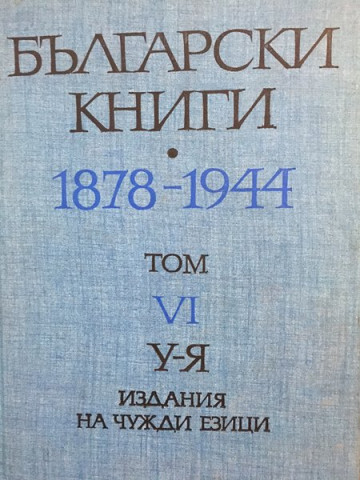 БЪЛГАРСКИ
КНИГИ
•
1878-1944
ТОМ
VI
У-Я
ИЗДАНИЯ
НА ЧУЖДИ ЕЗИЦИ